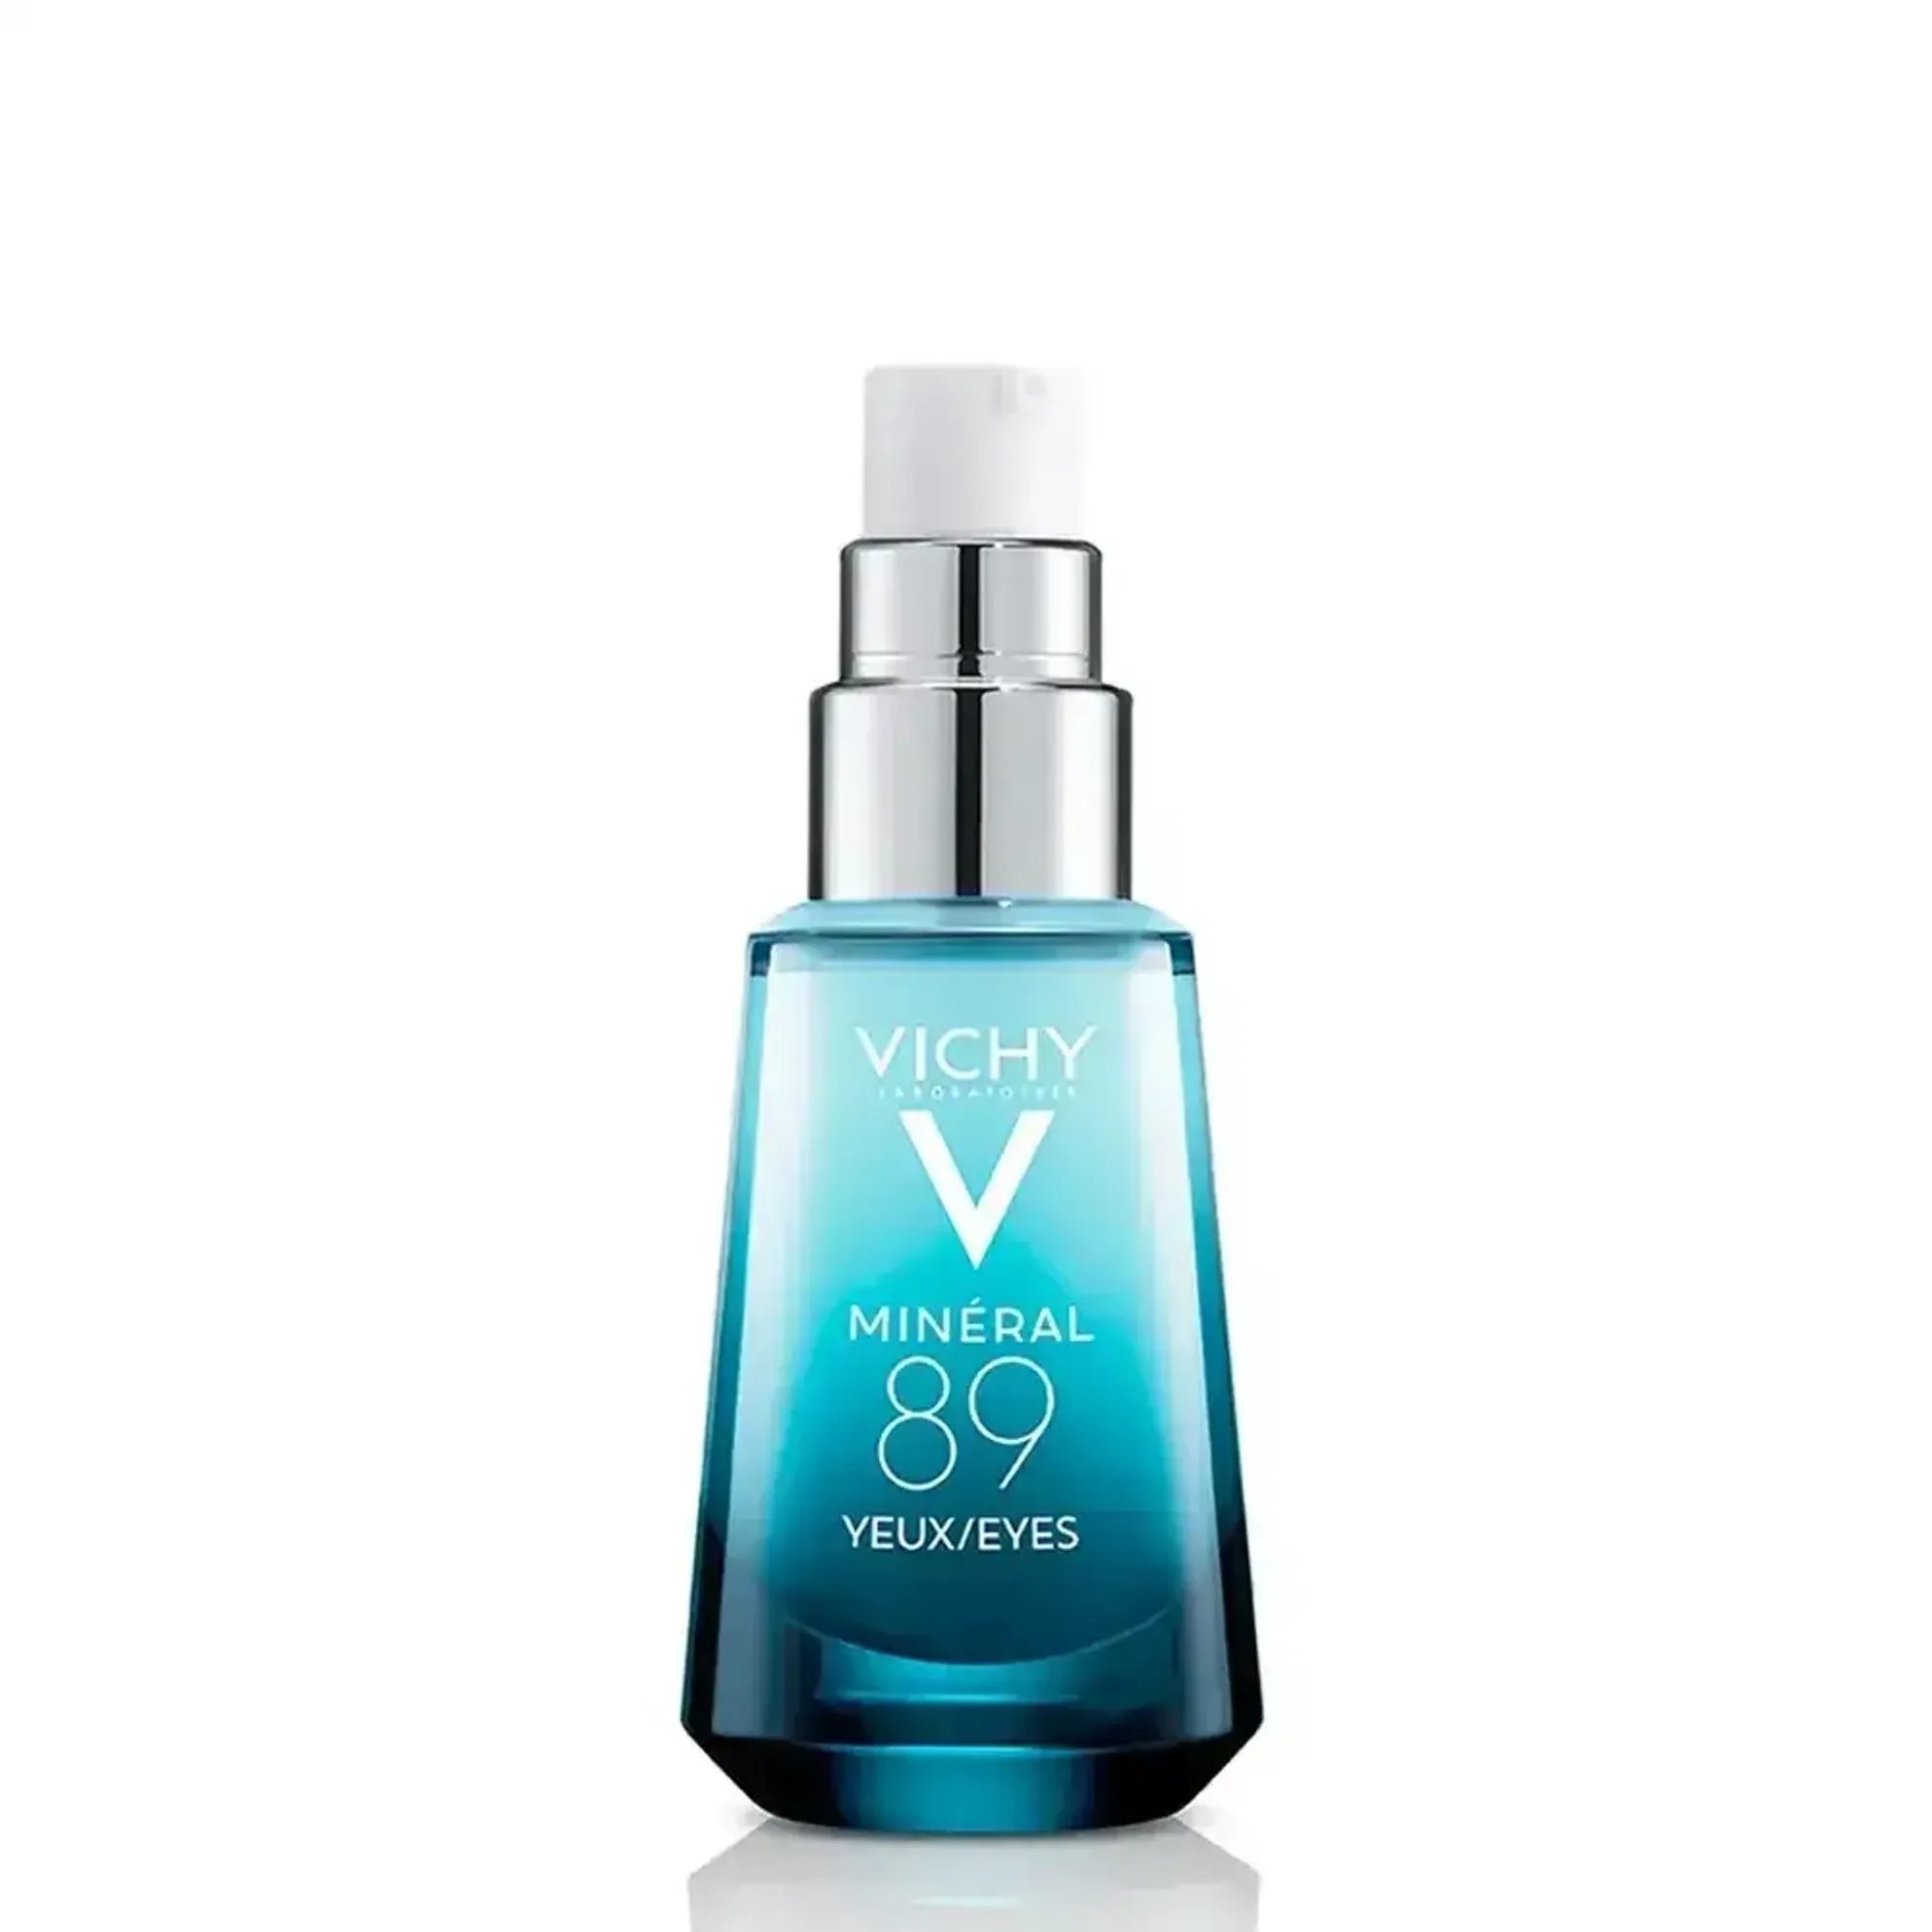 VICHY
LABORATOIRES
V
MINÉRAL
89
YEUX/EYES